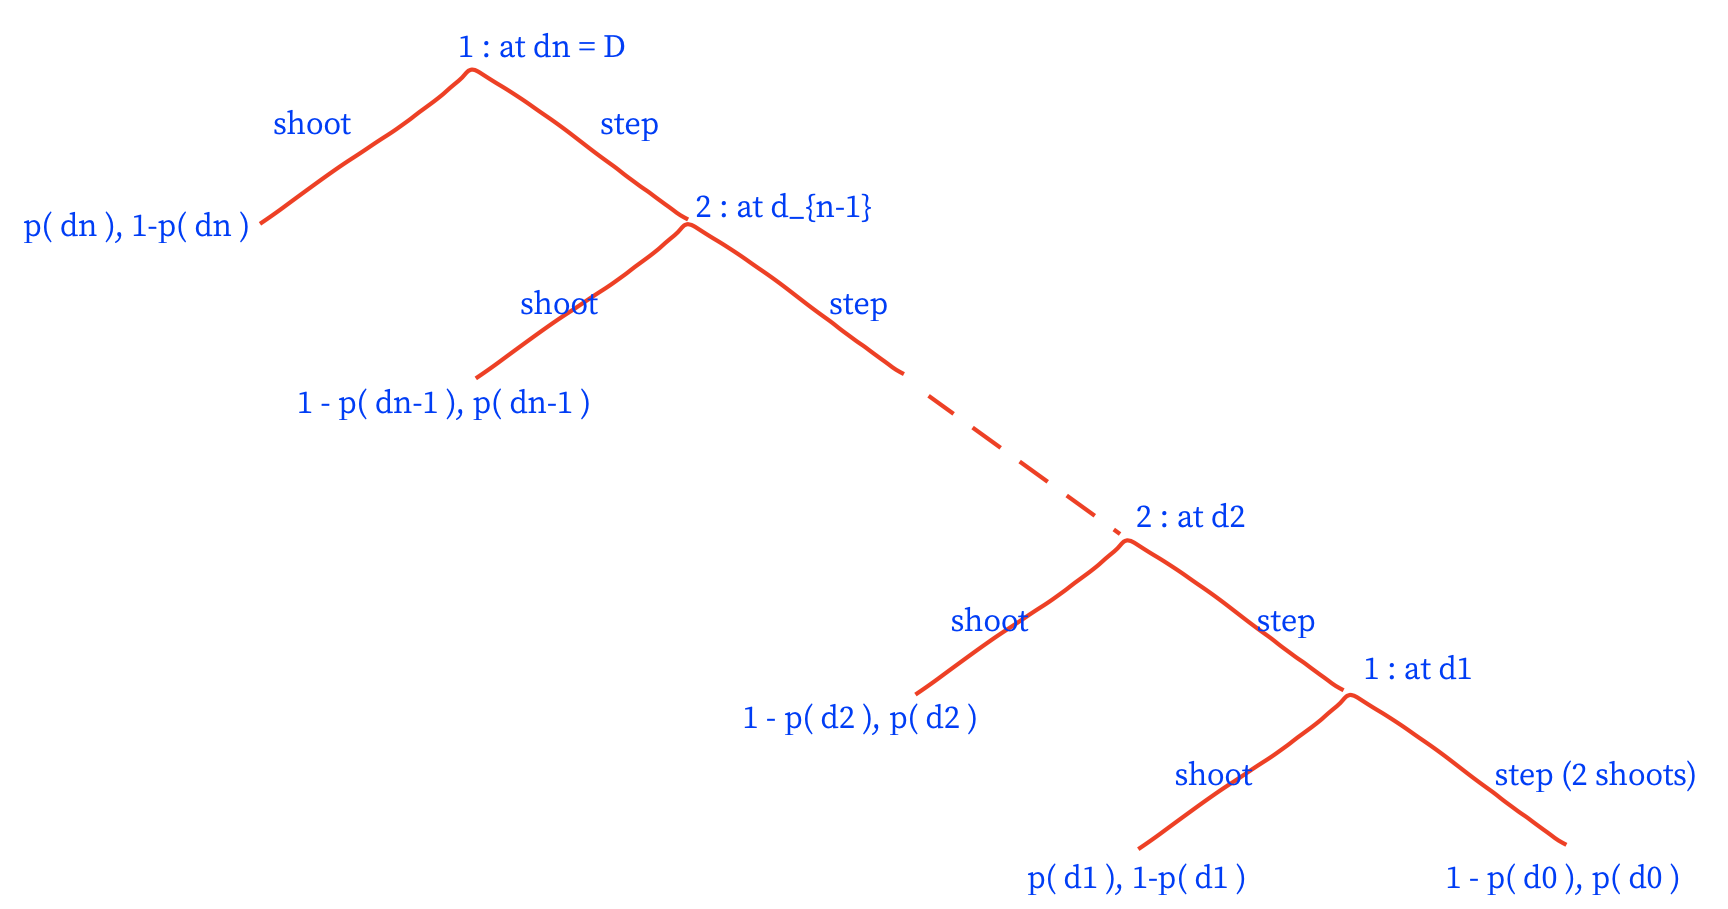 1 : at dn = D
shoot
step
p( dn ), 1-p( dn )
2 : at d_{n-1}
shoot
step
1 - p( dn-1 ), p( dn-1 )
2 : at d2
shoot
step
1 : at d1
1 - p( d2 ), p( d2 )
shoot
step (2 shoots)
p( d1 ), 1-p( d1 )
1 - p( d0 ), p( d0 )